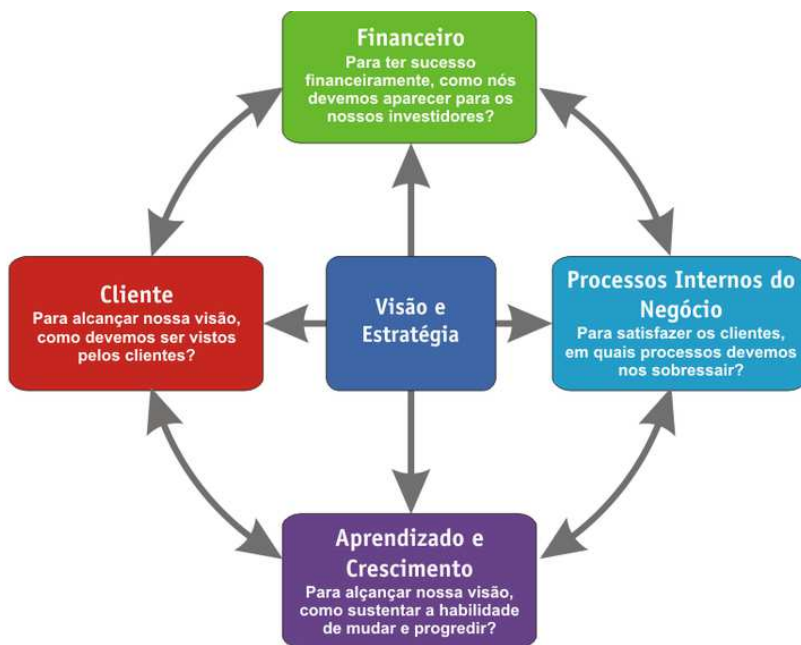 Financeiro
Para ter sucesso
financeiramente, como nós
devemos aparecer para os
nossos investidores?
Cliente
Para alcançar nossa visão,
como devemos ser vistos
pelos clientes?
Visão e
Estratégia
Processos Internos do
Negócio
Para satisfazer os clientes,
em quais processos devemos
nos sobressair?
Aprendizado e
Crescimento
Para alçançar nossa visão,
como sustentar a habilidade
de mudar e progredir?